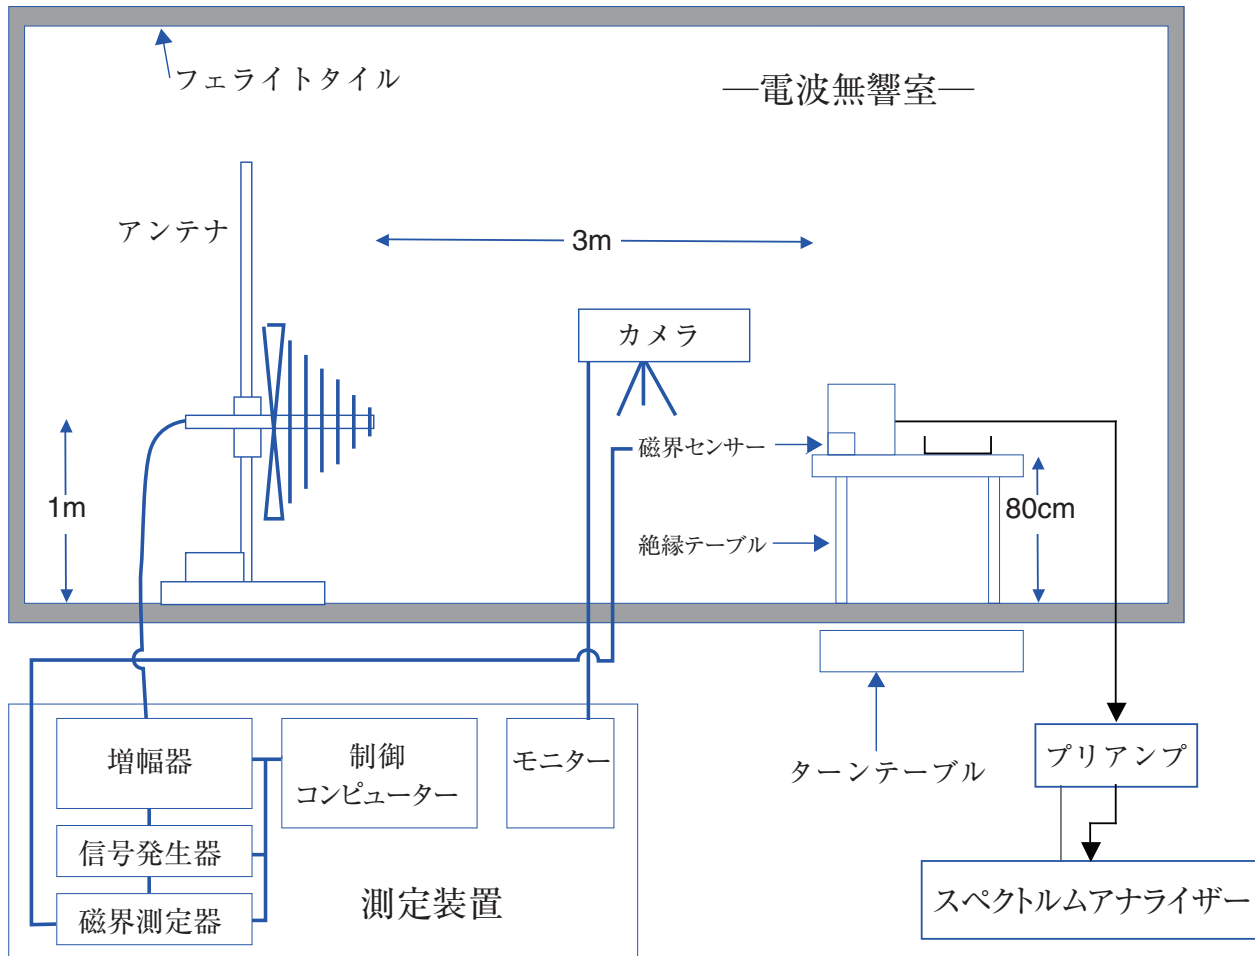 フェライトタイル
―電波無響室―
アンテナ
3m
カメラ
磁界センサー
1m
80cm
絶縁テーブル
増幅器
制御
コンピューター
モニター
ターンテーブル
プリアンプ
信号発生器
磁界測定器
測定装置
スペクトルムアナライザー